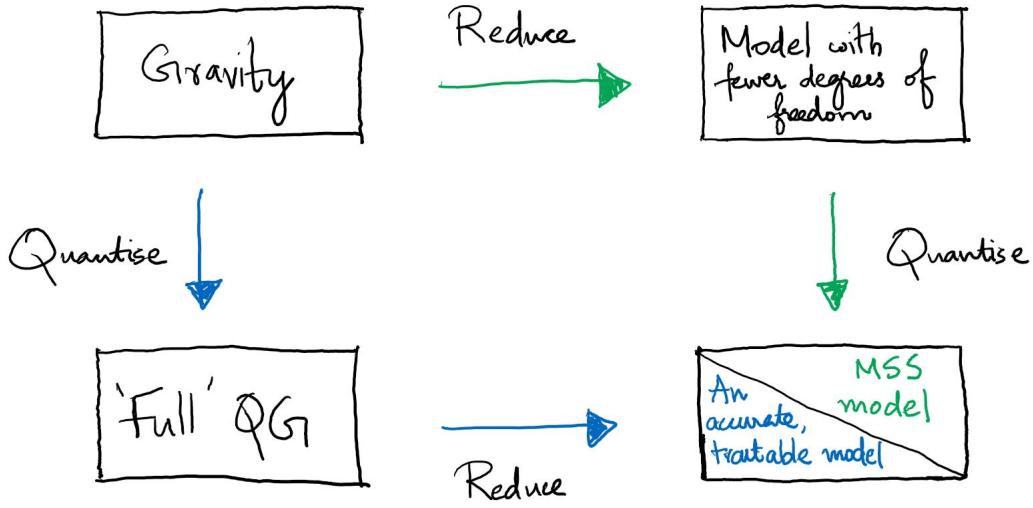 Gravity
Reduce
Model with
fewer degrees of
freedom
Quantise
Quantise
'Full' QG
Reduce
MSS
model
An
accurate,
tractable model